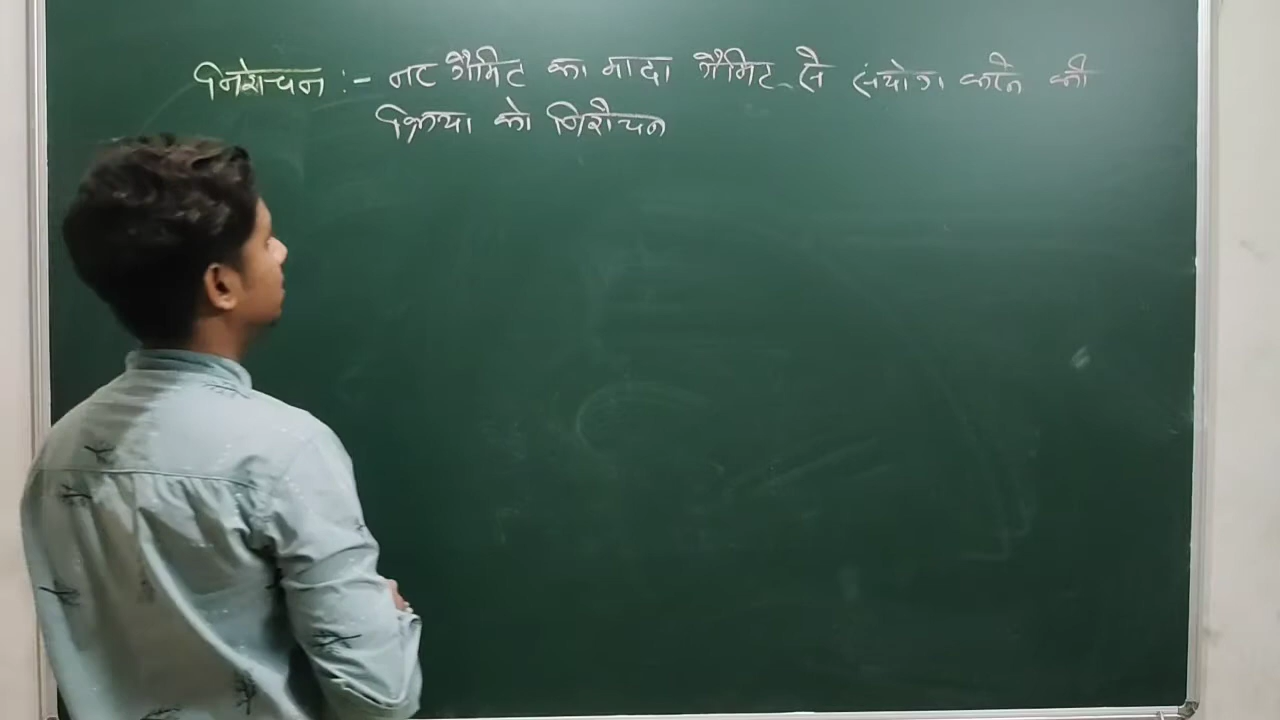 निशेचन :- नर गैमिट का मादा गैमिट से संयोग करने की
क्रिया को निशैचन